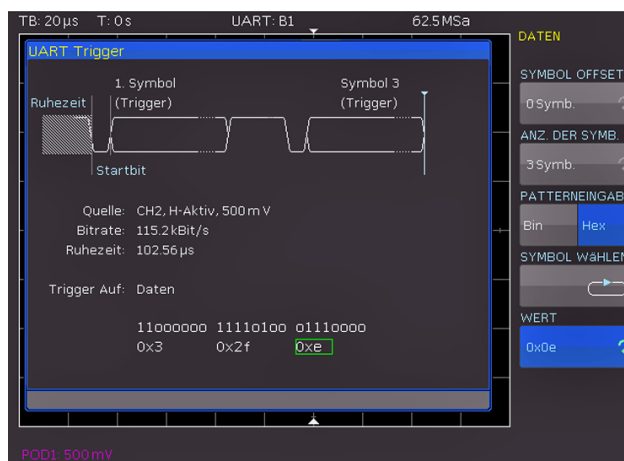 TB: 20 µs T: 0 s UART: B1 62.5 MSa
DATEN
UART Trigger
1. Symbol
(Trigger)
Symbol 3
(Trigger)
Ruhezeit
Startbit
Quelle: CH2, H-Aktiv, 500 m V
Bitrate: 115.2 kBit/s
Ruhezeit: 102.56 µs
Trigger Auf: Daten
11000000 11110100 01110000
0x3 0x2f 0xe
POD1: 500 mV
SYMBOL OFFSET
0 Symb.
ANZ. DER SYMB.
3 Symb.
PATTERNEINGAB
Bin Hex
SYMBOL WäHLEN
WERT
0x0e